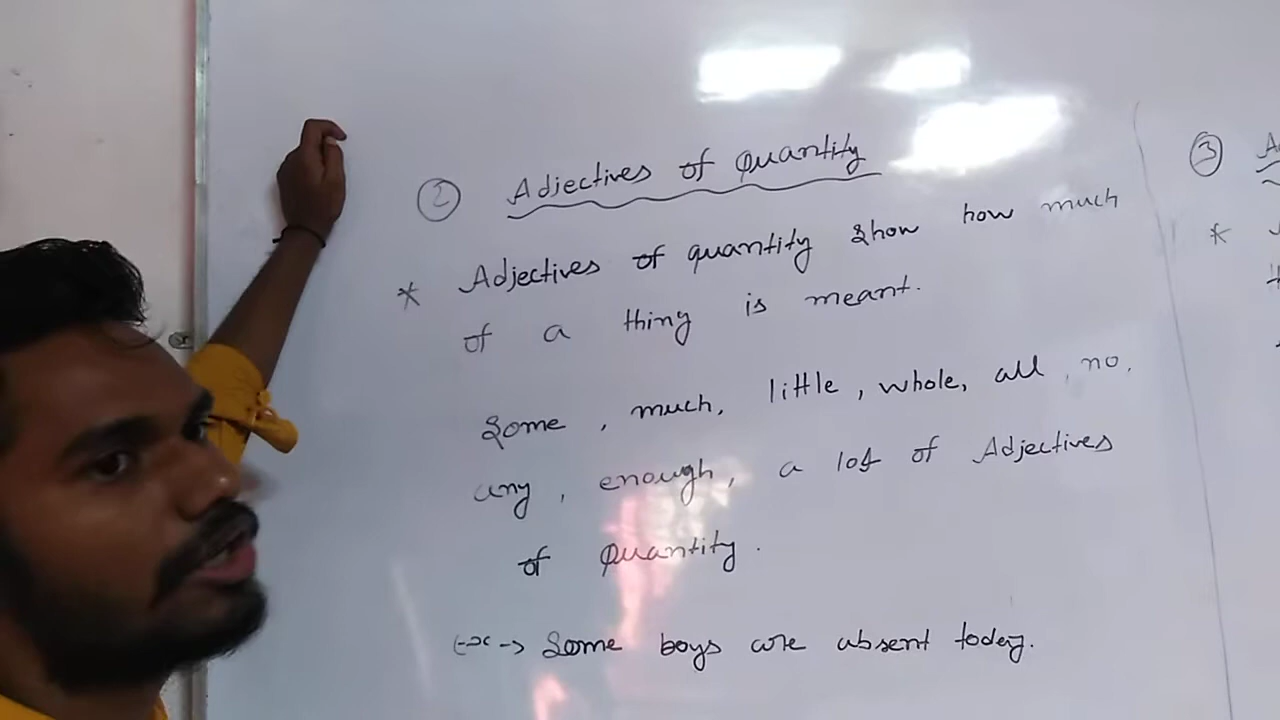 ② Adjectives of Quantity
* Adjectives of quantity show how much
of a thing is meant.
Some, much, little, whole, all, no,
any, enough, a lot of Adjectives
of Quantity.
Ex → Some boys are absent today.
③
*